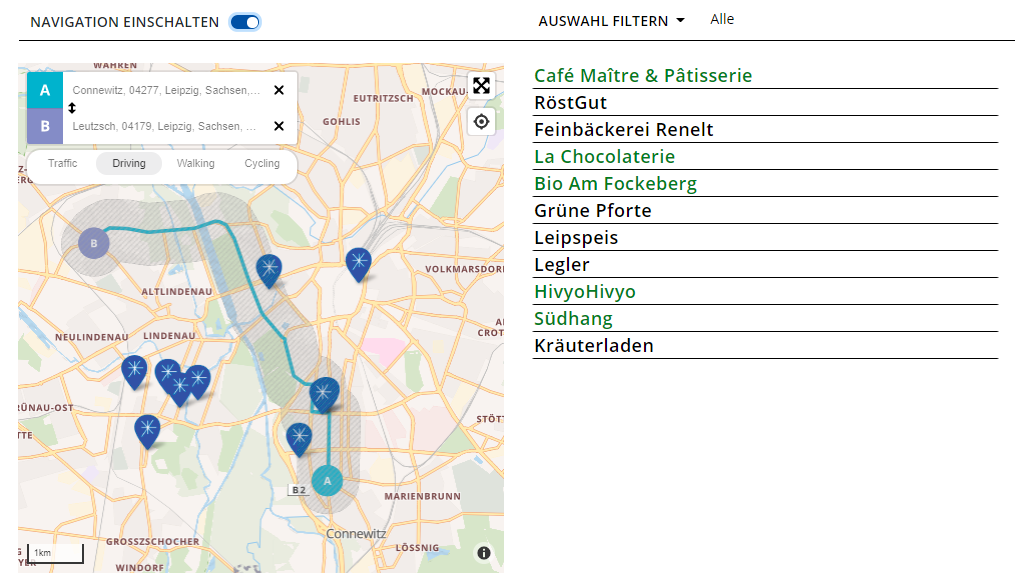 NAVIGATION EINSCHALTEN
AUSWAHL FILTERN Alle
WAHREN
A Connewitz, 04277, Leipzig, Sachsen,...
B Leutzsch, 04179, Leipzig, Sachsen, ...
Traffic Driving Walking Cycling
MOCKAU-
EUTRITZSCH
GOHLIS
B
VOLKMARSDORF
ALTLINDENAU
NEULINDENAU LINDENAU
RÜNAU-OST
STÖTT
A
B2
MARIENBRUNN
Connewitz
GROSSZSCHOCHER
LÖSSNIG
WINDORF
1km
Café Maître & Pâtisserie
RöstGut
Feinbäckerei Renelt
La Chocolaterie
Bio Am Fockeberg
Grüne Pforte
Leipspeis
Legler
HivyoHivyo
Südhang
Kräuterladen